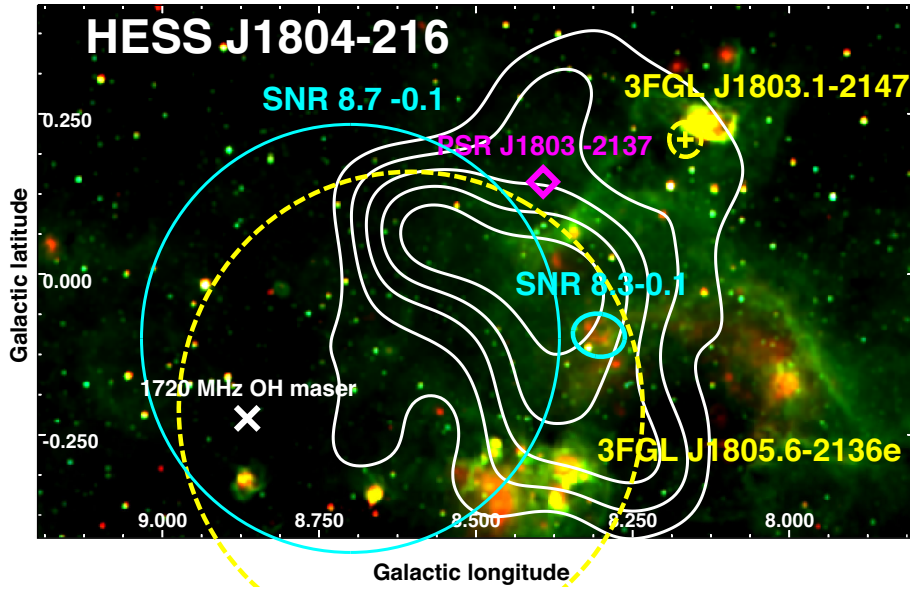 HESS J1804-216
3FGL J1803.1-2147
SNR 8.7 -0.1
PSR J1803 -2137
SNR 8.3-0.1
1720 MHz OH maser
3FGL J1805.6-2136e
Galactic latitude
0.250
0.000
-0.250
9.000 8.750 8.500 8.250 8.000
Galactic longitude